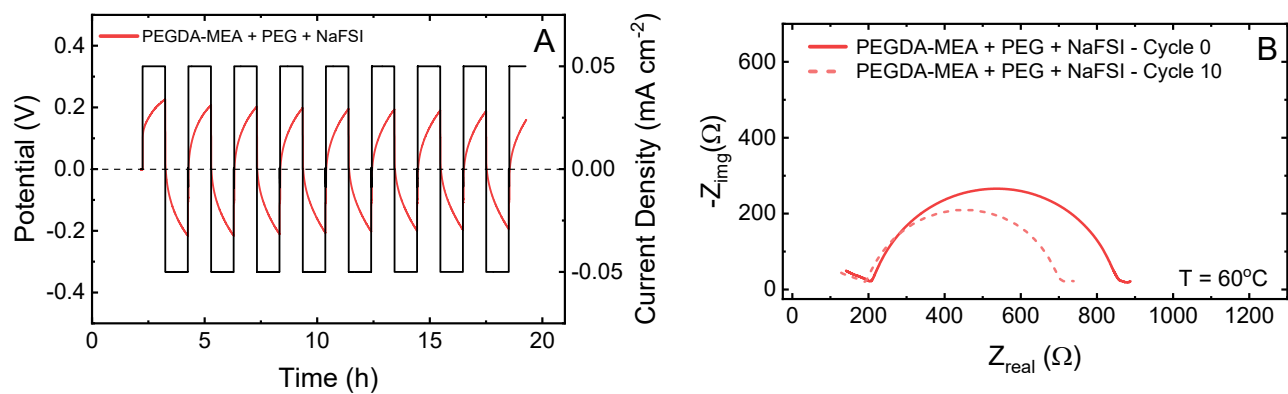 PEGDA-MEA + PEG + NaFSI
A
0.4
0.2
0.0
-0.2
-0.4
Potential (V)
0.05
0.00
-0.05
Current Density (mA cm⁻²)
0
5
10
15
20
Time (h)
PEGDA-MEA + PEG + NaFSI - Cycle 0
PEGDA-MEA + PEG + NaFSI - Cycle 10
B
600
400
200
0
-Z_img(Ω)
T = 60°C
0
200
400
600
800
1000
1200
Z_real (Ω)